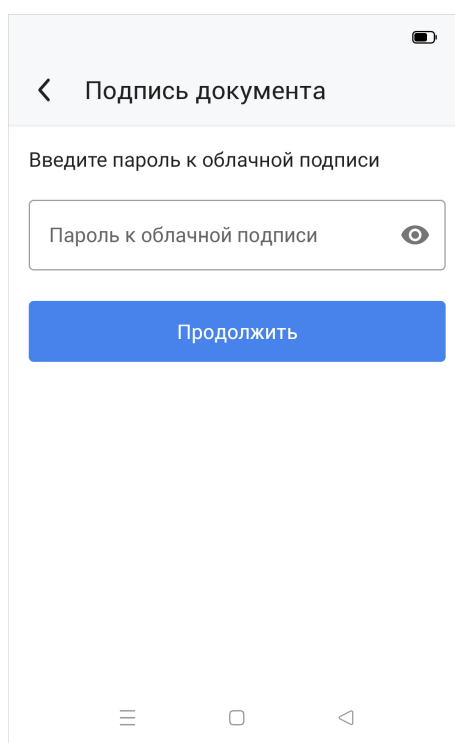 Подпись документа
Введите пароль к облачной подписи
Пароль к облачной подписи
Продолжить